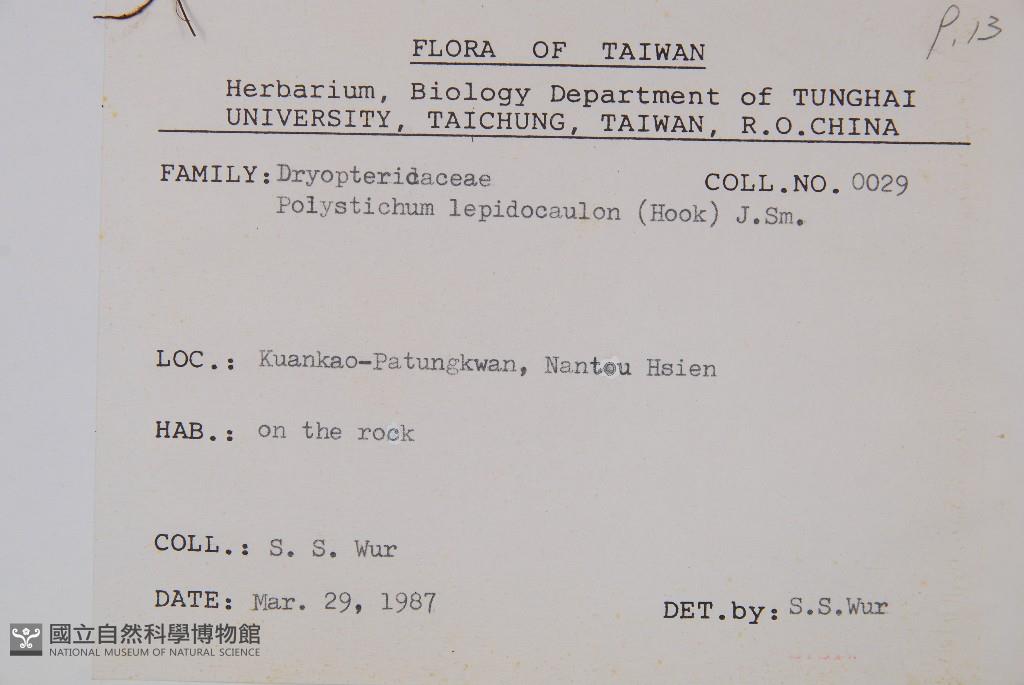 P.13
FLORA OF TAIWAN
Herbarium, Biology Department of TUNGHAI
UNIVERSITY, TAICHUNG, TAIWAN, R.O.CHINA
FAMILY: Dryopteridaceae COLL.NO. 0029
Polystichum lepidocaulon (Hook) J.Sm.
LOC.: Kuankao-Patungkwan, Nantou Hsien
HAB.: on the rock
COLL.: S. S. Wur
DATE: Mar. 29, 1987 DET.by: S.S.Wur
國立自然科學博物館
NATIONAL MUSEUM OF NATURAL SCIENCE